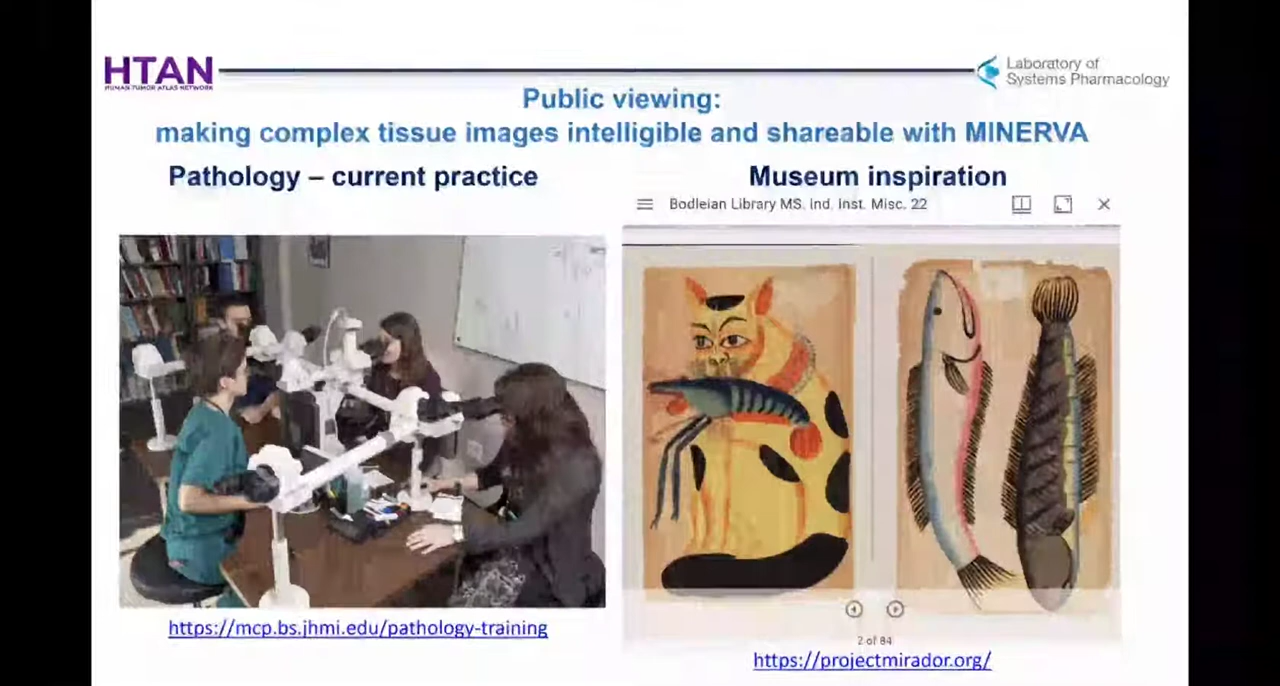 HTAN
HUMAN TUMOR ATLAS NETWORK
Laboratory of
Systems Pharmacology
Public viewing:
making complex tissue images intelligible and shareable with MINERVA
Pathology – current practice
Museum inspiration
Bodleian Library MS. Ind. Inst. Misc. 22
2 of 84
https://mcp.bs.jhmi.edu/pathology-training
https://projectmirador.org/